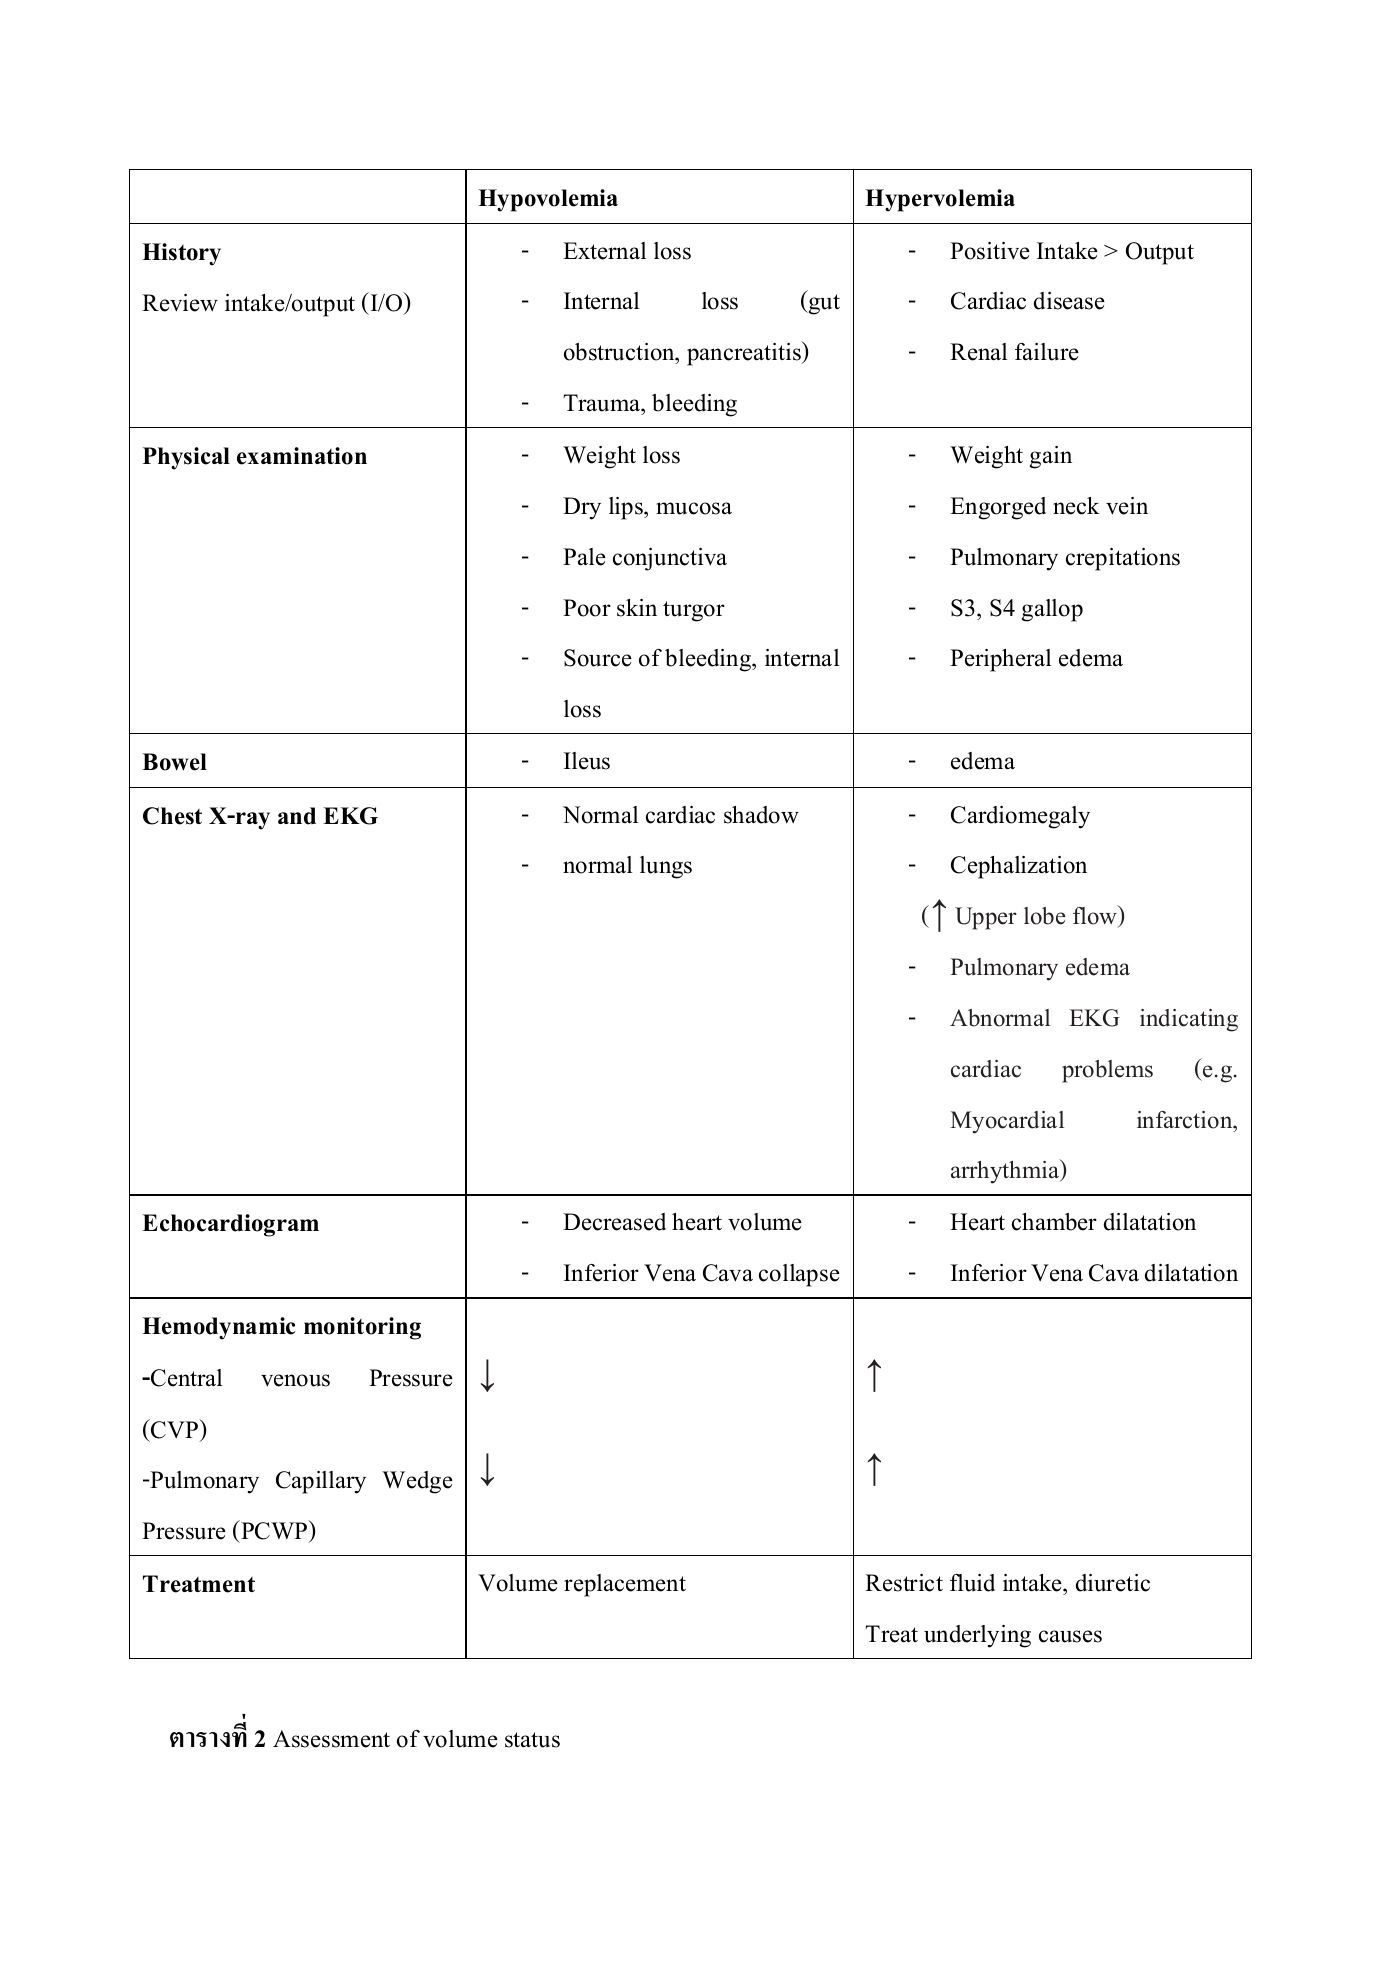 Hypovolemia
Hypervolemia
History
Review intake/output (I/O)
- External loss
- Internal loss (gut
obstruction, pancreatitis)
- Trauma, bleeding
- Positive Intake > Output
- Cardiac disease
- Renal failure
Physical examination
- Weight loss
- Dry lips, mucosa
- Pale conjunctiva
- Poor skin turgor
- Source of bleeding, internal
loss
- Weight gain
- Engorged neck vein
- Pulmonary crepitations
- S3, S4 gallop
- Peripheral edema
Bowel
- Ileus
- edema
Chest X-ray and EKG
- Normal cardiac shadow
- normal lungs
- Cardiomegaly
- Cephalization
(↑ Upper lobe flow)
- Pulmonary edema
- Abnormal EKG indicating
cardiac problems (e.g.
Myocardial infarction,
arrhythmia)
Echocardiogram
- Decreased heart volume
- Inferior Vena Cava collapse
- Heart chamber dilatation
- Inferior Vena Cava dilatation
Hemodynamic monitoring
-Central venous Pressure
(CVP)
-Pulmonary Capillary Wedge
Pressure (PCWP)
↓
↓
↑
↑
Treatment
Volume replacement
Restrict fluid intake, diuretic
Treat underlying causes
ตารางที่ 2 Assessment of volume status